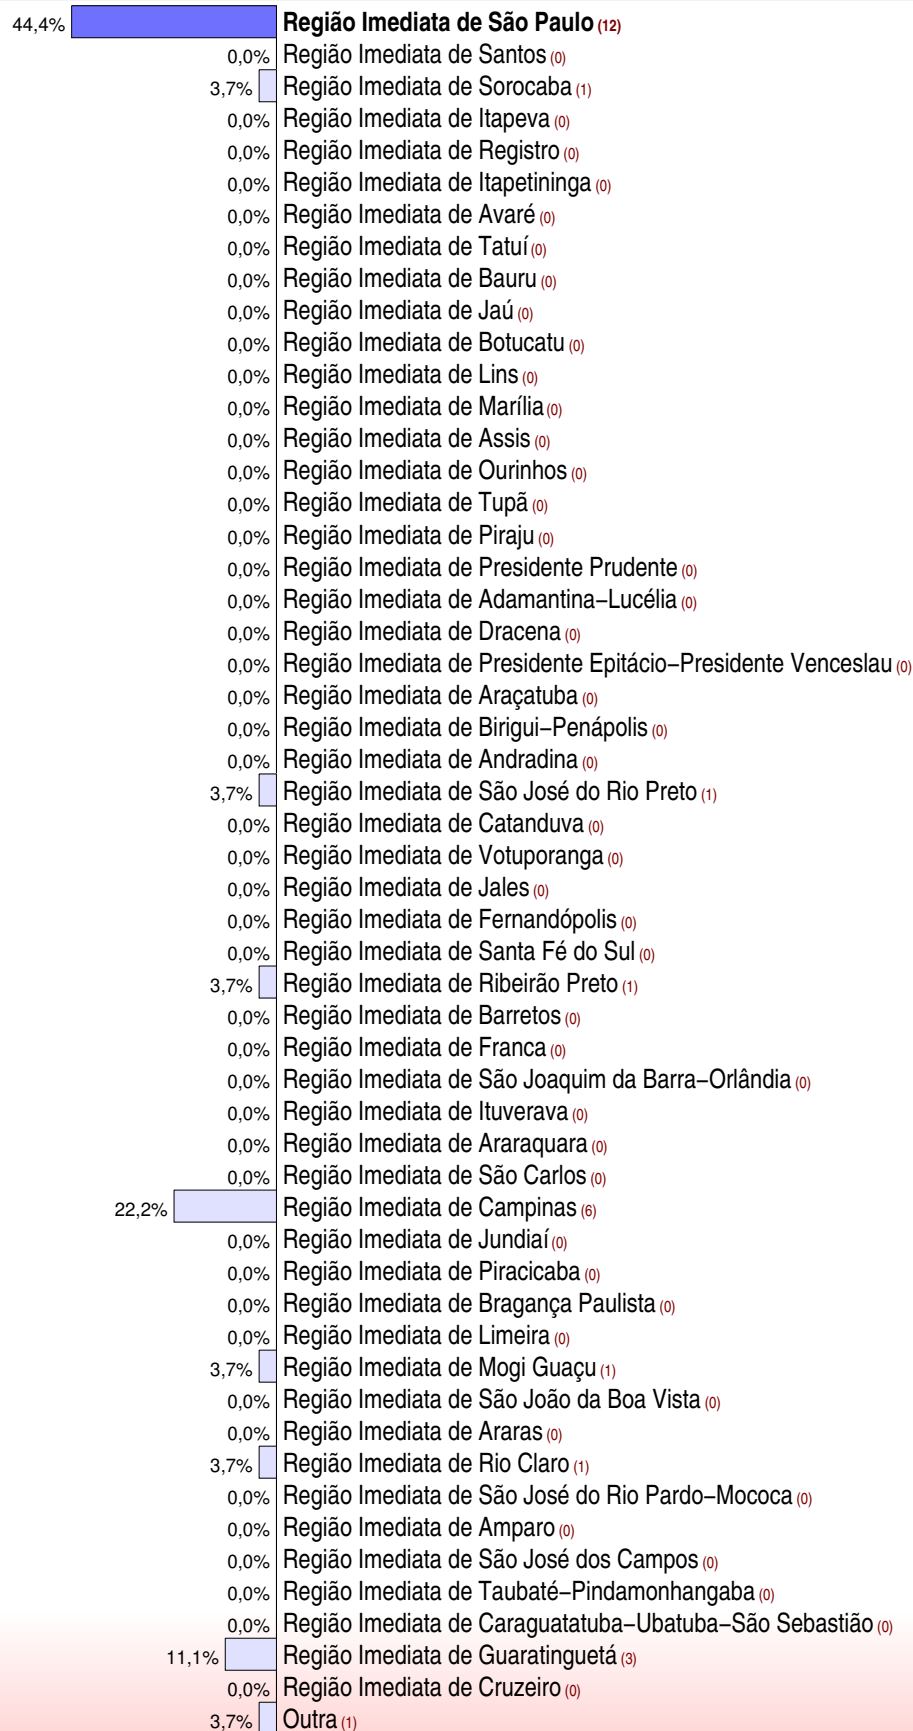 44,4% Região Imediata de São Paulo (12)
0,0% Região Imediata de Santos (0)
3,7% Região Imediata de Sorocaba (1)
0,0% Região Imediata de Itapeva (0)
0,0% Região Imediata de Registro (0)
0,0% Região Imediata de Itapetininga (0)
0,0% Região Imediata de Avaré (0)
0,0% Região Imediata de Tatuí (0)
0,0% Região Imediata de Bauru (0)
0,0% Região Imediata de Jaú (0)
0,0% Região Imediata de Botucatu (0)
0,0% Região Imediata de Lins (0)
0,0% Região Imediata de Marília (0)
0,0% Região Imediata de Assis (0)
0,0% Região Imediata de Ourinhos (0)
0,0% Região Imediata de Tupã (0)
0,0% Região Imediata de Piraju (0)
0,0% Região Imediata de Presidente Prudente (0)
0,0% Região Imediata de Adamantina−Lucélia (0)
0,0% Região Imediata de Dracena (0)
0,0% Região Imediata de Presidente Epitácio−Presidente Venceslau (0)
0,0% Região Imediata de Araçatuba (0)
0,0% Região Imediata de Birigui−Penápolis (0)
0,0% Região Imediata de Andradina (0)
3,7% Região Imediata de São José do Rio Preto (1)
0,0% Região Imediata de Catanduva (0)
0,0% Região Imediata de Votuporanga (0)
0,0% Região Imediata de Jales (0)
0,0% Região Imediata de Fernandópolis (0)
0,0% Região Imediata de Santa Fé do Sul (0)
3,7% Região Imediata de Ribeirão Preto (1)
0,0% Região Imediata de Barretos (0)
0,0% Região Imediata de Franca (0)
0,0% Região Imediata de São Joaquim da Barra−Orlândia (0)
0,0% Região Imediata de Ituverava (0)
0,0% Região Imediata de Araraquara (0)
0,0% Região Imediata de São Carlos (0)
22,2% Região Imediata de Campinas (6)
0,0% Região Imediata de Jundiaí (0)
0,0% Região Imediata de Piracicaba (0)
0,0% Região Imediata de Bragança Paulista (0)
0,0% Região Imediata de Limeira (0)
3,7% Região Imediata de Mogi Guaçu (1)
0,0% Região Imediata de São João da Boa Vista (0)
0,0% Região Imediata de Araras (0)
3,7% Região Imediata de Rio Claro (1)
0,0% Região Imediata de São José do Rio Pardo−Mococa (0)
0,0% Região Imediata de Amparo (0)
0,0% Região Imediata de São José dos Campos (0)
0,0% Região Imediata de Taubaté−Pindamonhangaba (0)
0,0% Região Imediata de Caraguatatuba−Ubatuba−São Sebastião (0)
11,1% Região Imediata de Guaratinguetá (3)
0,0% Região Imediata de Cruzeiro (0)
3,7% Outra (1)